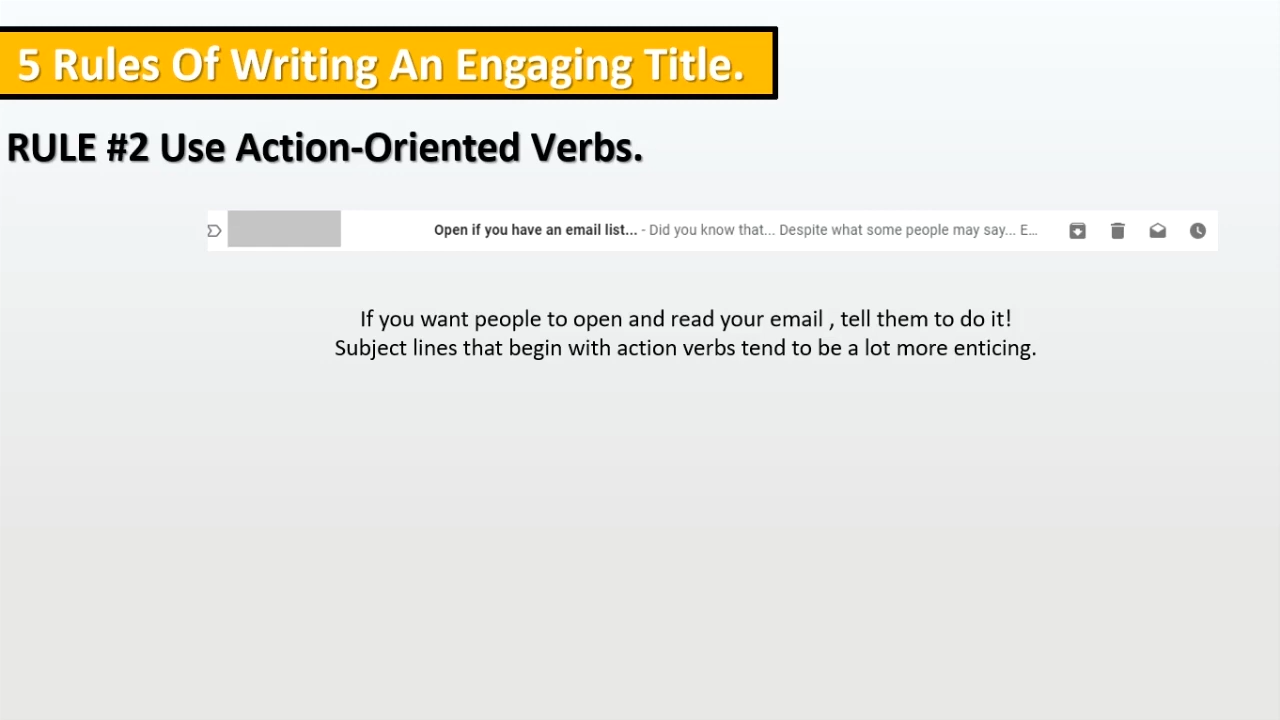 5 Rules Of Writing An Engaging Title.
RULE #2 Use Action-Oriented Verbs.
Open if you have an email list... - Did you know that... Despite what some people may say... E...
If you want people to open and read your email , tell them to do it!
Subject lines that begin with action verbs tend to be a lot more enticing.